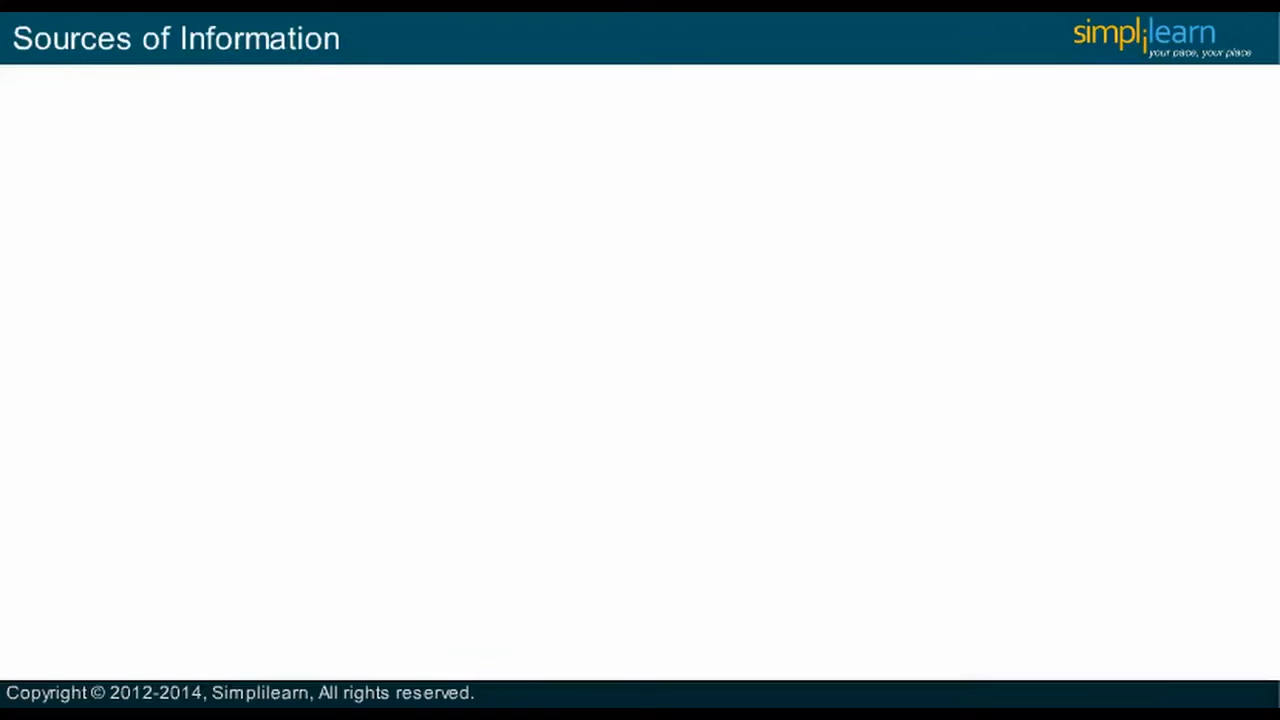 Sources of Information
simplilearn
your pace, your place
Copyright © 2012-2014, Simplilearn, All rights reserved.